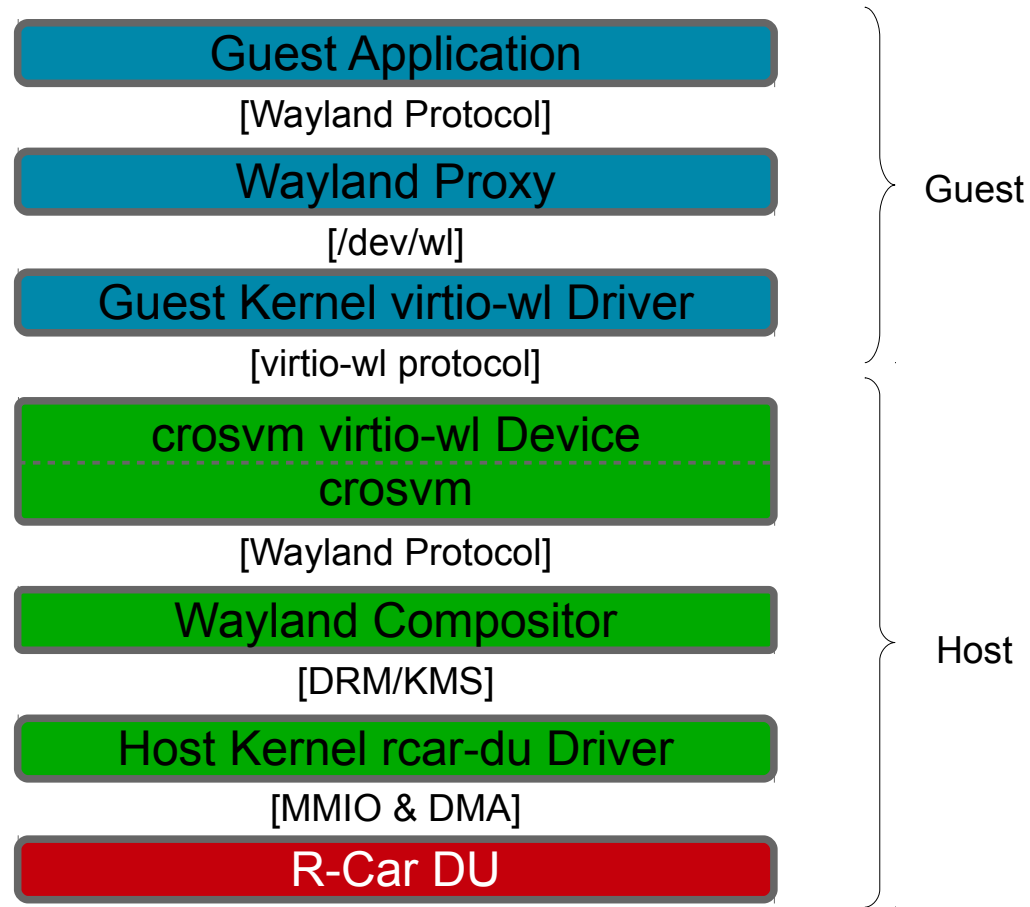 Guest Application
[Wayland Protocol]
Wayland Proxy
Guest
[/dev/wl]
Guest Kernel virtio-wl Driver
[virtio-wl protocol]
crosvm virtio-wl Device
crosvm
[Wayland Protocol]
Wayland Compositor
Host
[DRM/KMS]
Host Kernel rcar-du Driver
[MMIO & DMA]
R-Car DU